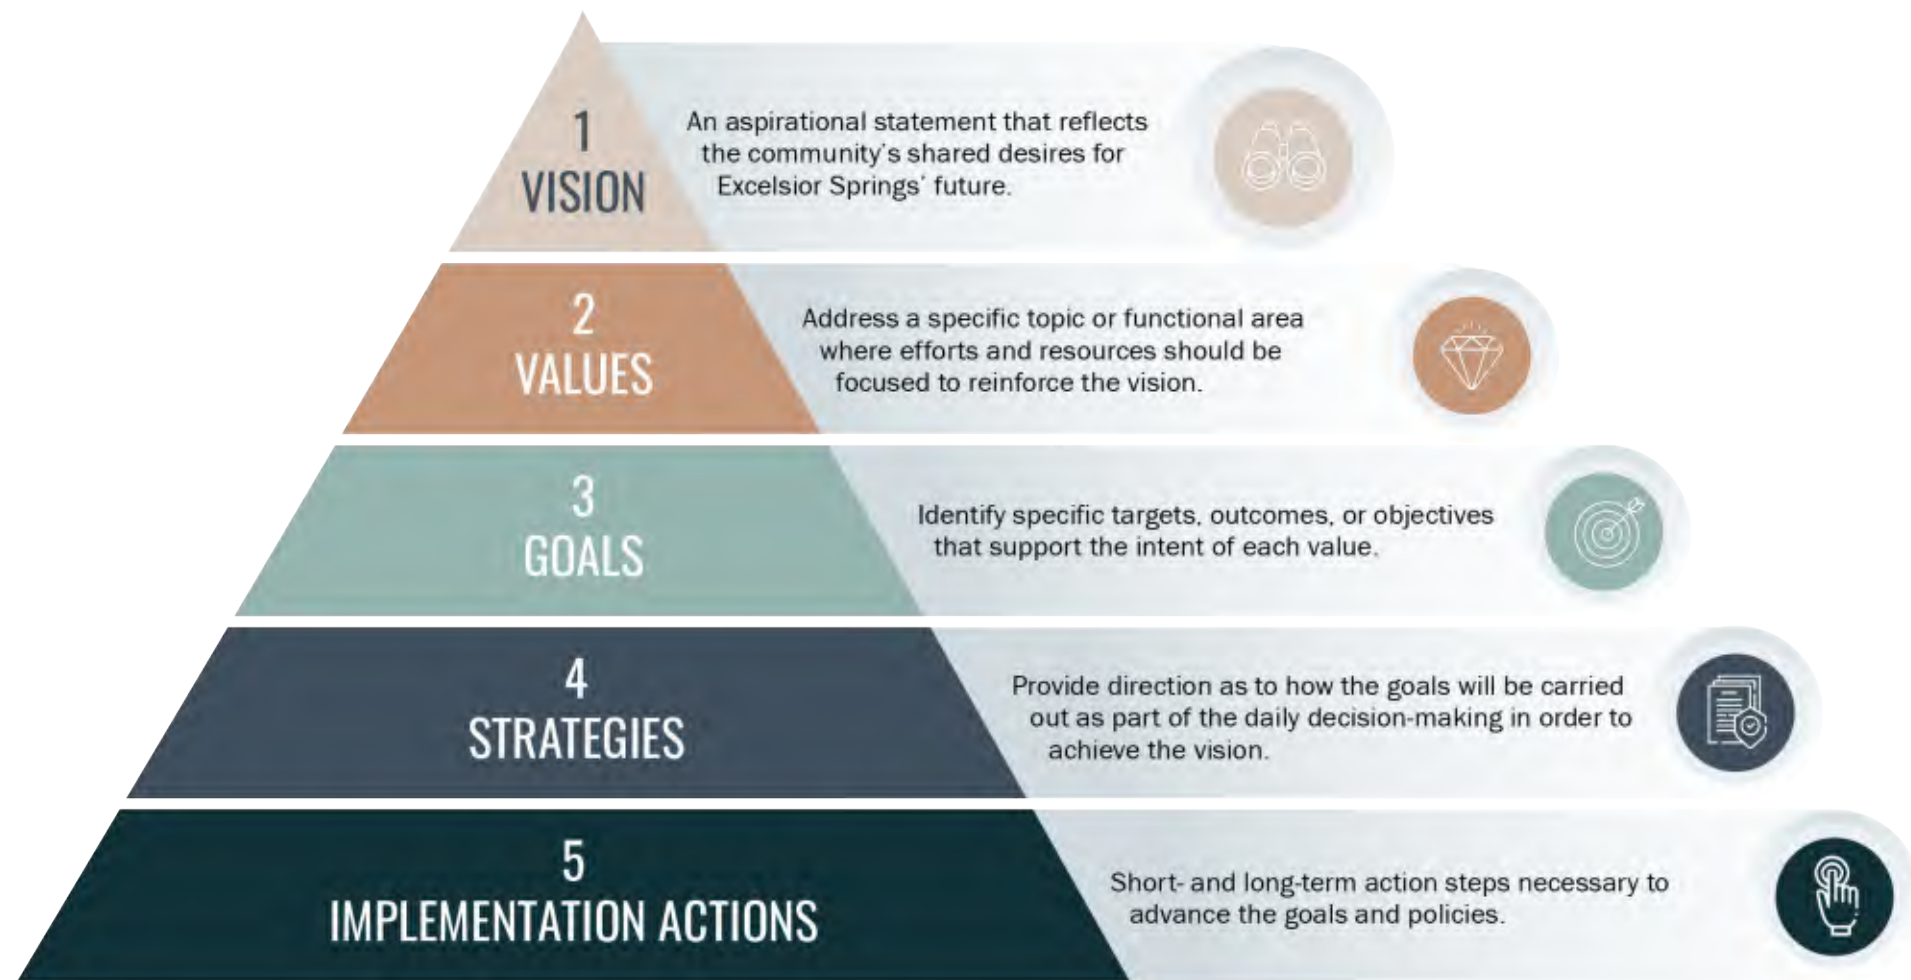 1
VISION
An aspirational statement that reflects
the community's shared desires for
Excelsior Springs' future.
2
VALUES
Address a specific topic or functional area
where efforts and resources should be
focused to reinforce the vision.
3
GOALS
Identify specific targets, outcomes, or objectives
that support the intent of each value.
4
STRATEGIES
Provide direction as to how the goals will be carried
out as part of the daily decision-making in order to
achieve the vision.
5
IMPLEMENTATION ACTIONS
Short- and long-term action steps necessary to
advance the goals and policies.